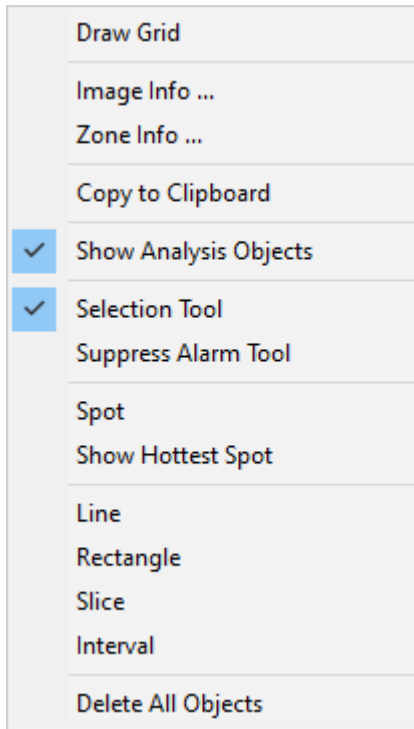 Draw Grid
Image Info ...
Zone Info ...
Copy to Clipboard
Show Analysis Objects
Selection Tool
Suppress Alarm Tool
Spot
Show Hottest Spot
Line
Rectangle
Slice
Interval
Delete All Objects